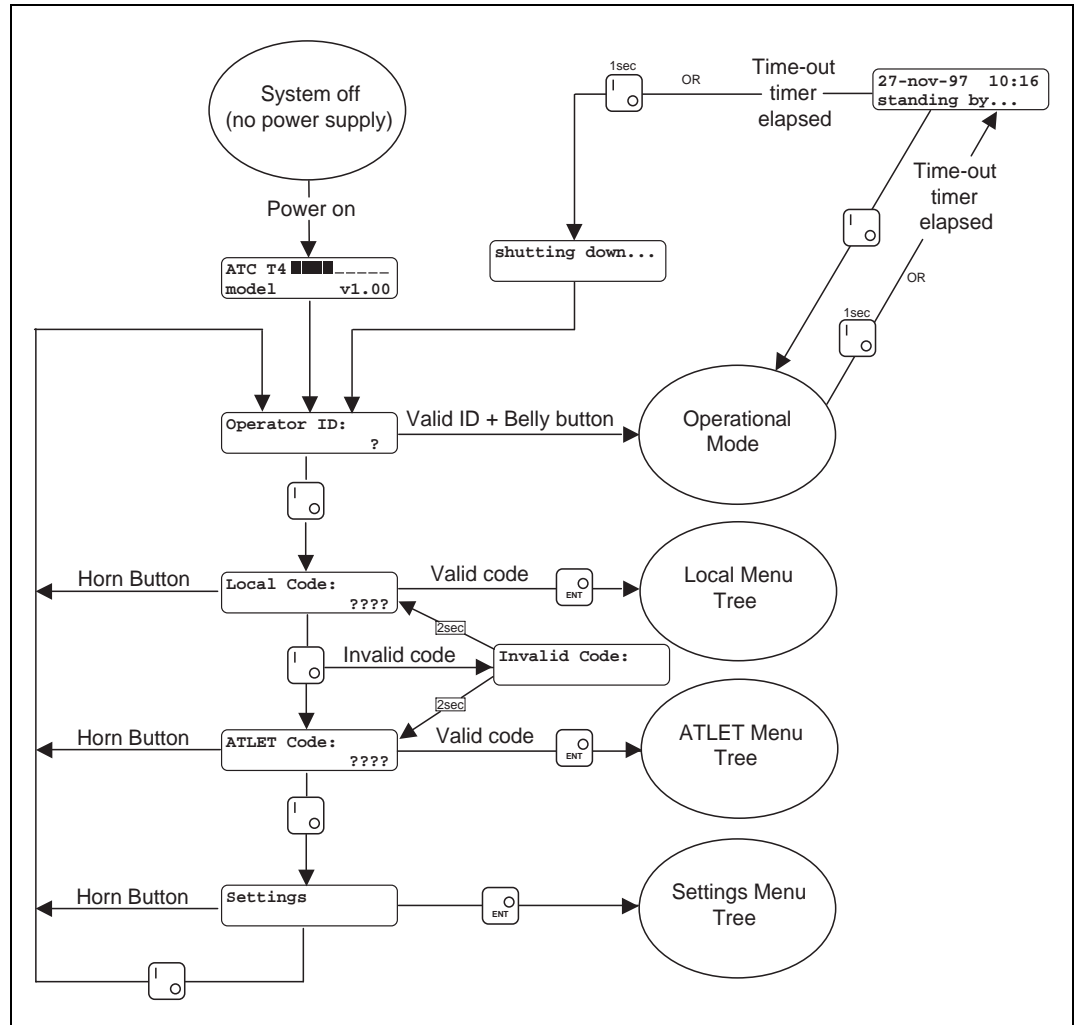 System off
(no power supply)
Power on
ATC T4
model v1.00
1sec
OR
Time-out
timer
elapsed
27-nov-97 10:16
standing by...
Time-out
timer
elapsed
OR
1sec
shutting down...
Operator ID:
?
Valid ID + Belly button
Operational
Mode
Horn Button
Local Code:
????
Valid code
ENT
Local Menu
Tree
2sec
Invalid code
Invalid Code:
2sec
Horn Button
ATLET Code:
????
Valid code
ENT
ATLET Menu
Tree
Horn Button
Settings
ENT
Settings Menu
Tree